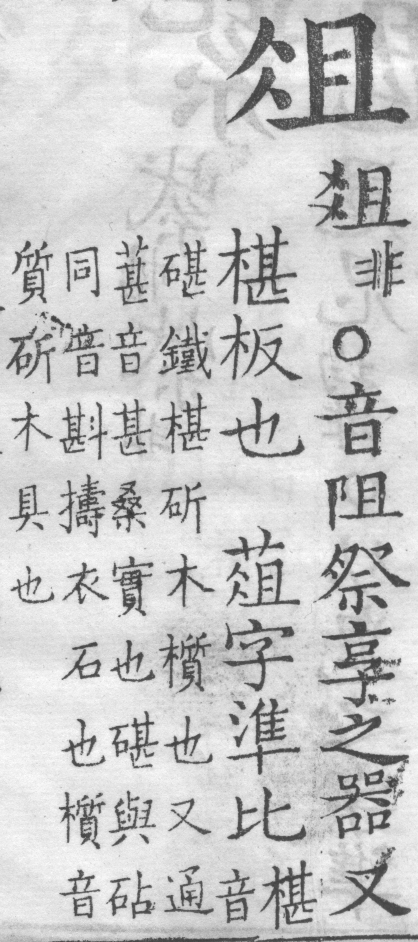 俎
爼非○音阻祭享之器又
椹板也　葅字準比椹音
碪鐵椹斫木櫍也又通
葚音甚桑實也碪與砧
同音斟擣衣石也櫍音
質斫木具也